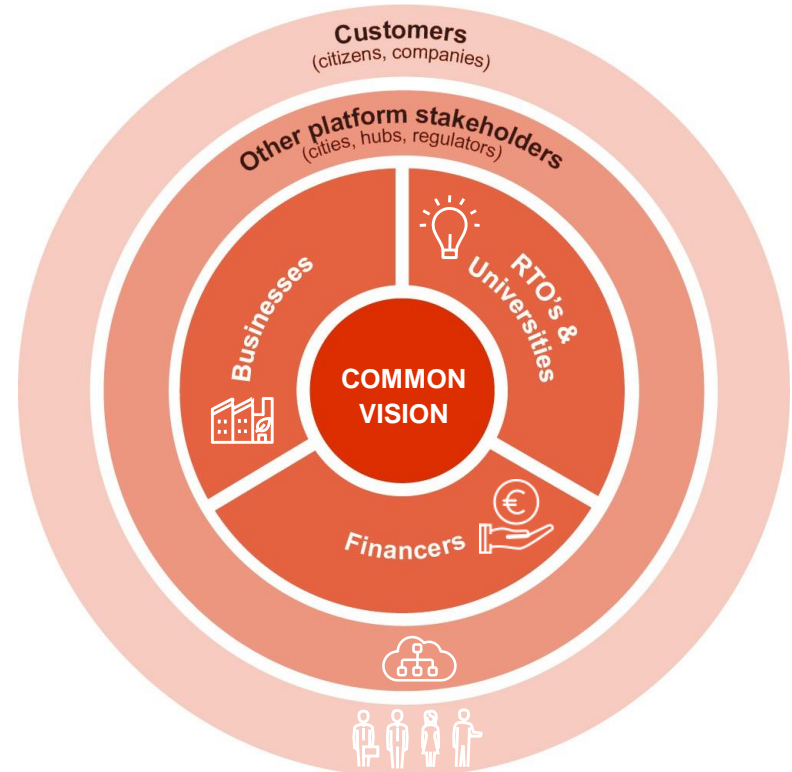 Customers
(citizens, companies)
Other platform stakeholders
(cities, hubs, regulators)
Businesses
RTO's &
Universities
COMMON
VISION
Financers
€